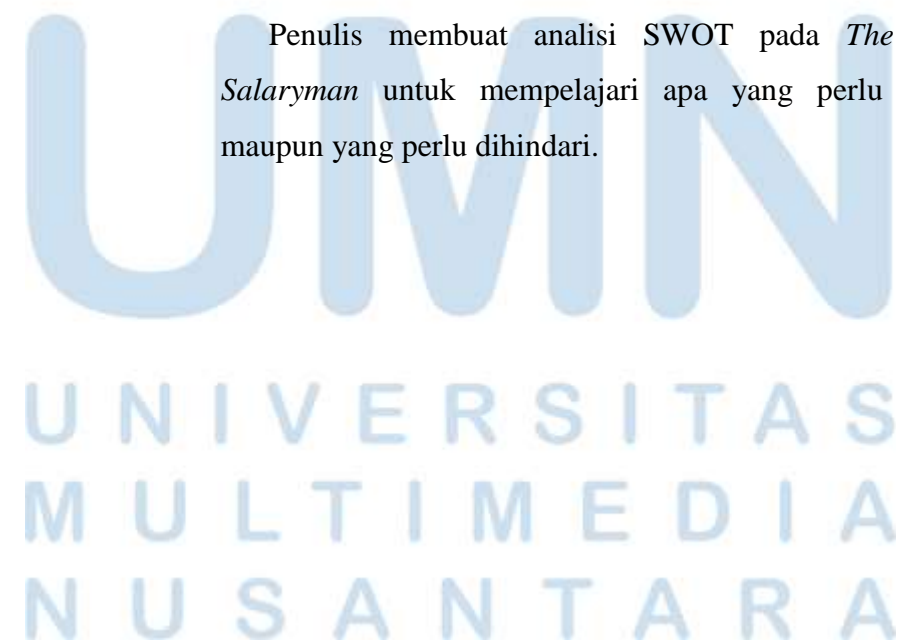 Penulis membuat analisi SWOT pada The
Salaryman untuk mempelajari apa yang perlu
maupun yang perlu dihindari.
UMN
UNIVERSITAS
MULTIMEDIA
NUSANTARA